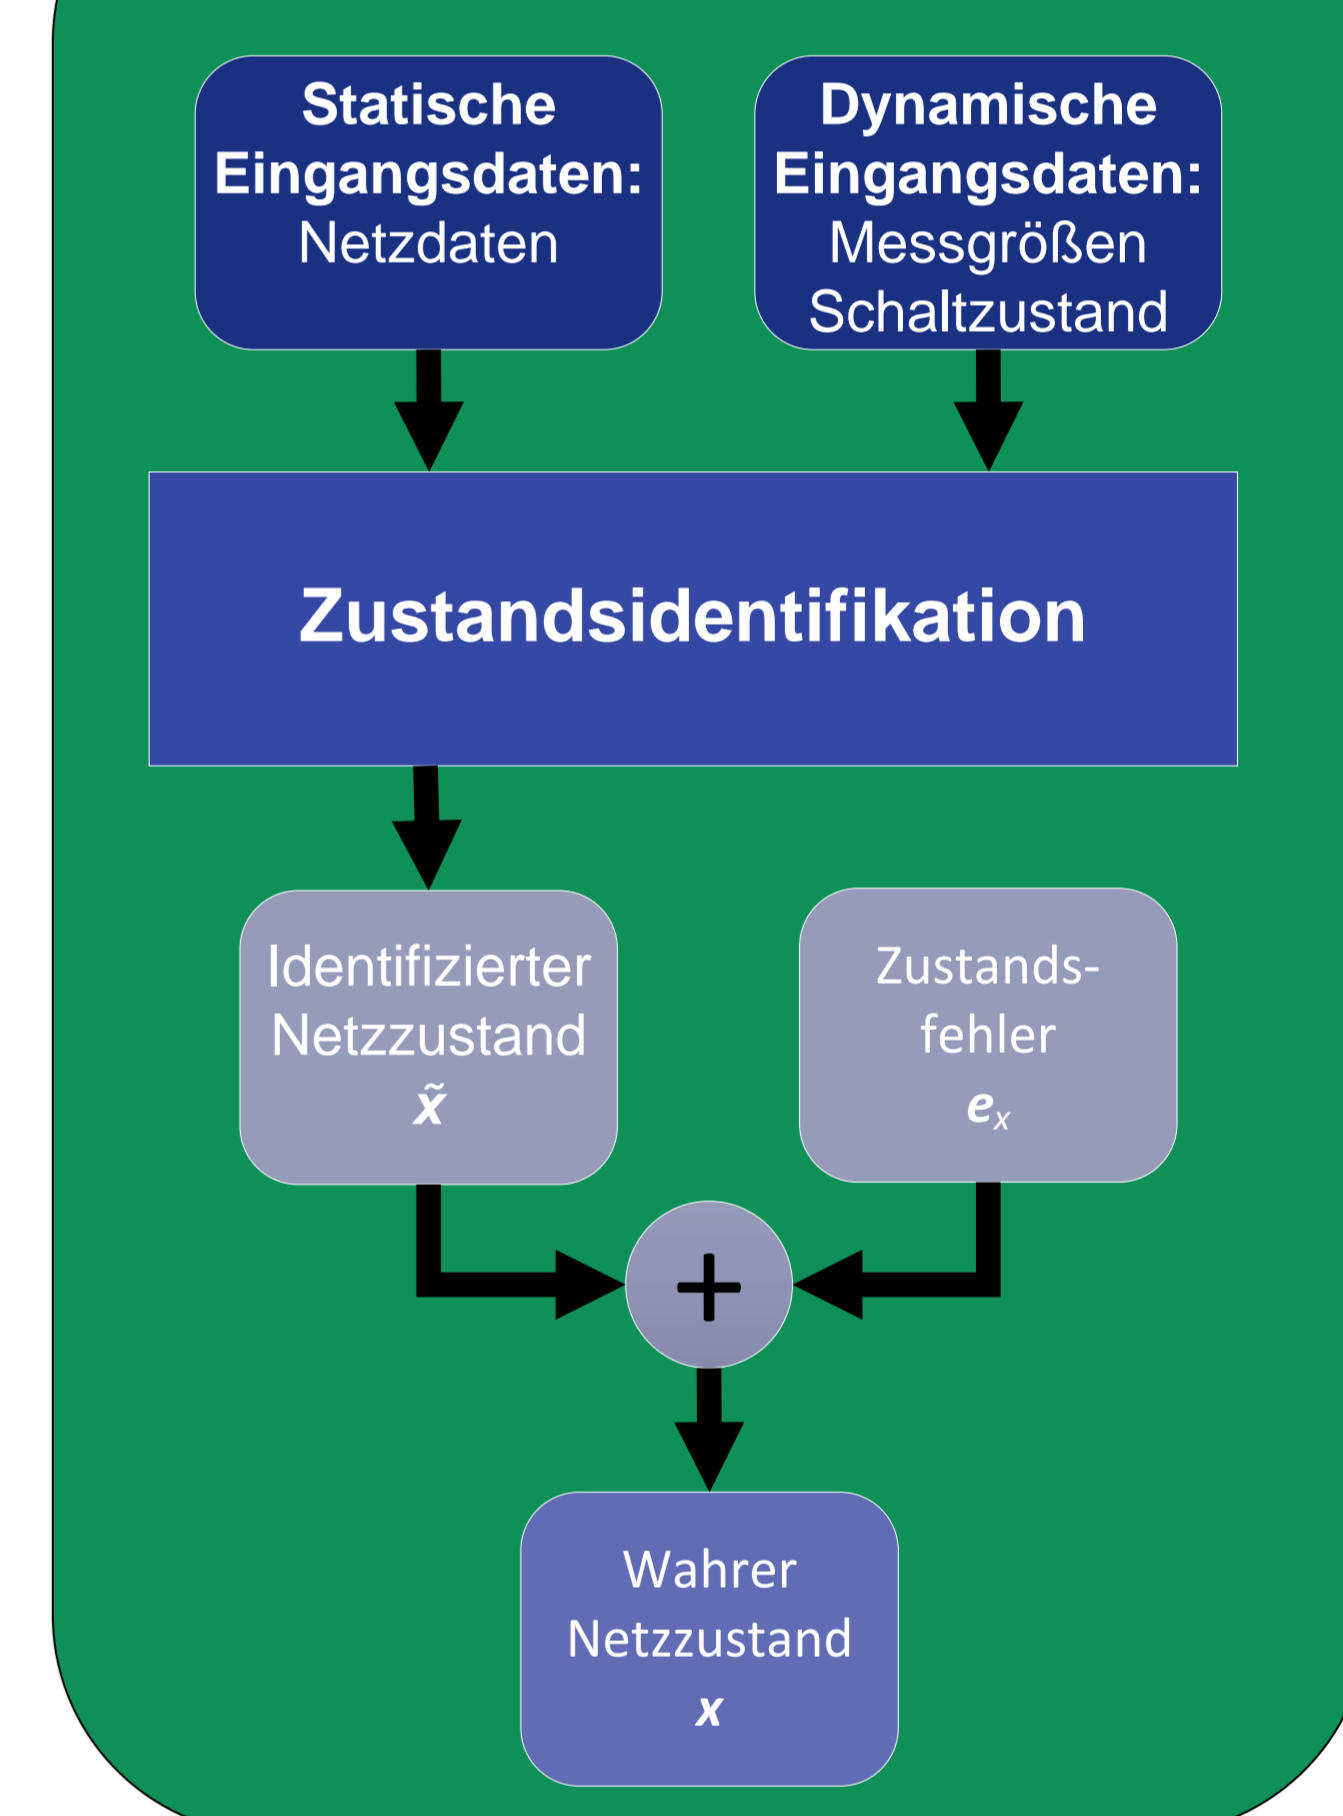 Statische
Eingangsdaten:
Netzdaten
Dynamische
Eingangsdaten:
Messgrößen
Schaltzustand
Zustandsidentifikation
Identifizierter
Netzzustand
x̃
Zustands-
fehler
eₓ
+
Wahrer
Netzzustand
x